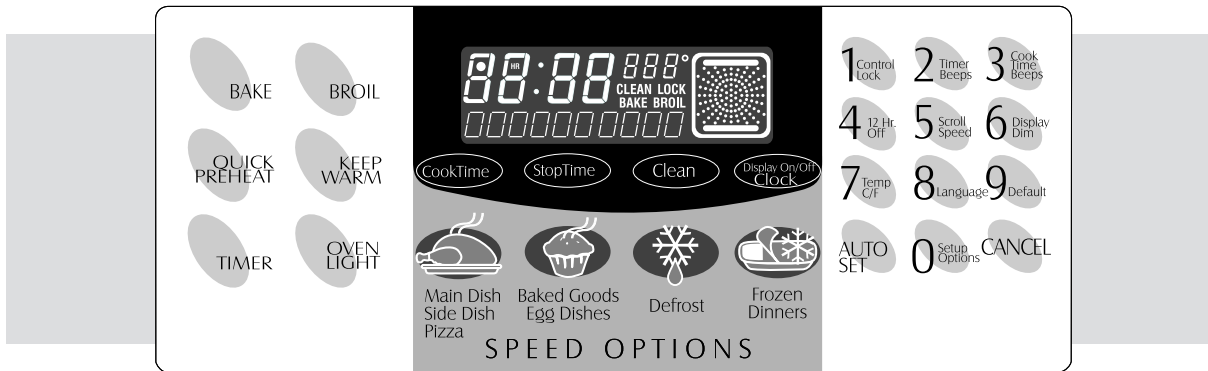 BAKE
BROIL
QUICK
PREHEAT
KEEP
WARM
TIMER
OVEN
LIGHT
88:88
HR
888°
CLEAN LOCK
BAKE BROIL
CookTime
StopTime
Clean
Display On/Off
Clock
Main Dish
Side Dish
Pizza
Baked Goods
Egg Dishes
Defrost
Frozen
Dinners
SPEED OPTIONS
1 Control
Lock
2 Timer
Beeps
3 Cook
Time
Beeps
4 12 Hr.
Off
5 Scroll
Speed
6 Display
Dim
7 Temp
C/F
8 Language
9 Default
AUTO
SET
0 Setup
Options
CANCEL